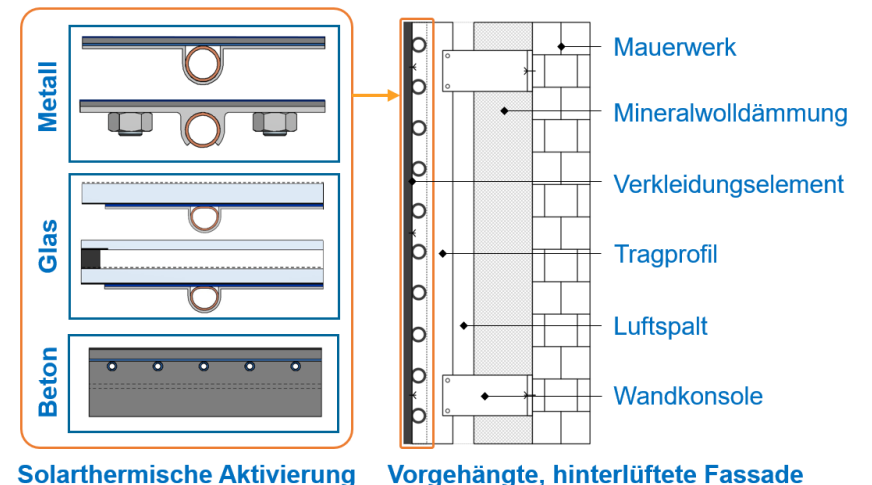 Metall
Glas
Beton
Mauerwerk
Mineralwolldämmung
Verkleidungselement
Tragprofil
Luftspalt
Wandkonsole
Solarthermische Aktivierung
Vorgehängte, hinterlüftete Fassade